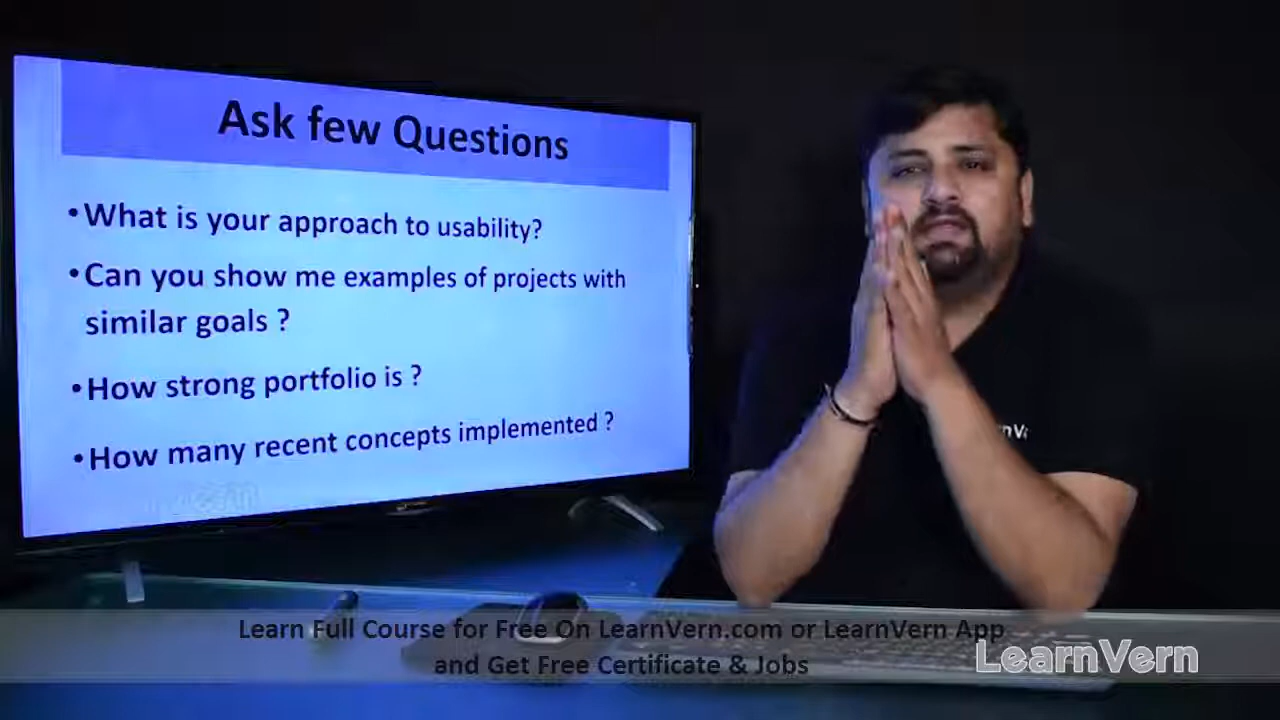 Ask few Questions
•What is your approach to usability?
•Can you show me examples of projects with
similar goals ?
•How strong portfolio is ?
•How many recent concepts implemented ?
Learn Full Course for Free On LearnVern.com or LearnVern App
and Get Free Certificate & Jobs
LearnVern